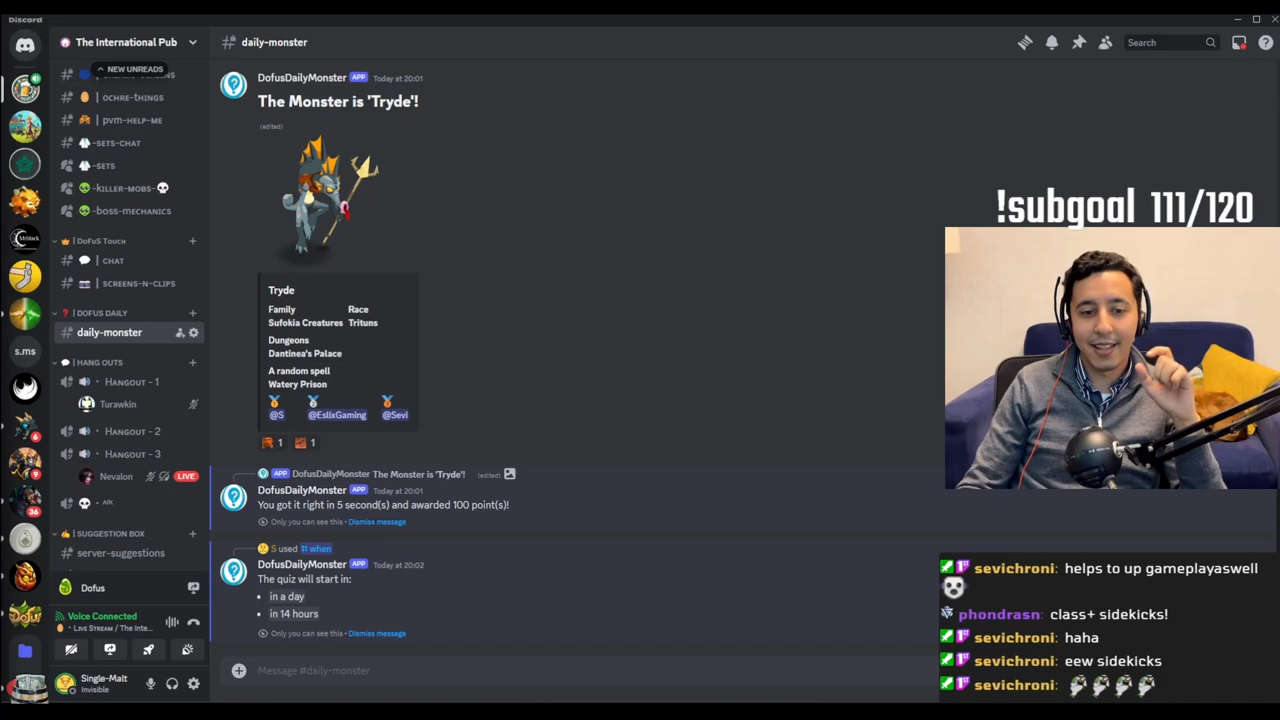 Discord
The International Pub
NEW UNREADS
| OCHRE-THINGS
| PVM-HELP-ME
-SETS-CHAT
-SETS
-KILLER-MOBS-
-BOSS-MECHANICS
| DOFUS TOUCH
| CHAT
| SCREENS-N-CLIPS
| DOFUS DAILY
daily-monster
| HANG OUTS
HANGOUT - 1
Turawkin
HANGOUT - 2
HANGOUT - 3
Nevalon LIVE
- AFK
| SUGGESTION BOX
server-suggestions
Dofus
Voice Connected
- LIVE STREAM / The Inte...
Single-Malt
Invisible
s.ms
6
9
36
daily-monster
Search
DofusDailyMonster APP Today at 20:01
The Monster is 'Tryde'!
(edited)
Tryde
Family Race
Sufokia Creatures Trituns
Dungeons
Dantinea's Palace
A random spell
Watery Prison
@S @EslixGaming @Sevi
1 1
APP DofusDailyMonster The Monster is 'Tryde'! (edited)
DofusDailyMonster APP Today at 20:01
You got it right in 5 second(s) and awarded 100 point(s)!
Only you can see this • Dismiss message
S used when
DofusDailyMonster APP Today at 20:02
The quiz will start in:
• in a day
• in 14 hours
Only you can see this • Dismiss message
Message #daily-monster
!subgoal 111/120
sevichroni: helps to up gameplayaswell
phondrasn: class+ sidekicks!
sevichroni: haha
sevichroni: eew sidekicks
sevichroni: